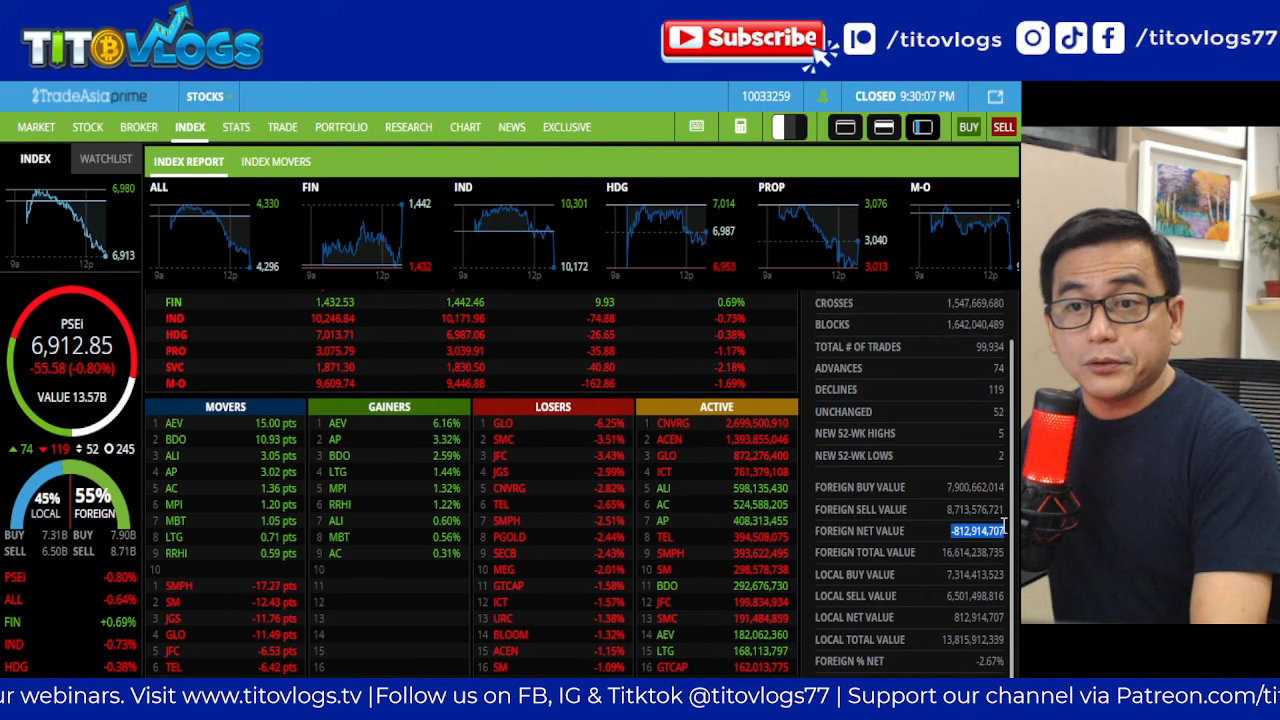 TITOVLOGS
Subscribe
/titovlogs
/titovlogs77
TradeAsia prime
STOCKS
10033259
CLOSED 9:30:07 PM
MARKET STOCK BROKER INDEX STATS TRADE PORTFOLIO RESEARCH CHART NEWS EXCLUSIVE
BUY SELL
INDEX WATCHLIST
INDEX REPORT INDEX MOVERS
6,980
6,913
9a 12p
ALL
4,330
4,296
9a 12p
FIN
1,442
1,432
9a 12p
IND
10,301
10,172
9a 12p
HDG
7,014
6,987
6,953
9a 12p
PROP
3,076
3,040
3,013
9a 12p
M-O
9a 12p
PSEi
6,912.85
-55.58 (-0.80%)
VALUE 13.57B
74 119 52 245
45% LOCAL
55% FOREIGN
BUY 7.31B BUY 7.90B
SELL 6.50B SELL 8.71B
PSEi -0.80%
ALL -0.64%
FIN +0.69%
IND -0.73%
HDG -0.38%
FIN 1,432.53 1,442.46 9.93 0.69%
IND 10,246.84 10,171.96 -74.88 -0.73%
HDG 7,013.71 6,987.06 -26.65 -0.38%
PRO 3,075.79 3,039.91 -35.88 -1.17%
SVC 1,871.30 1,830.50 -40.80 -2.18%
M-O 9,609.74 9,446.88 -162.86 -1.69%
MOVERS
1 AEV 15.00 pts
2 BDO 10.93 pts
3 ALI 3.05 pts
4 AP 3.02 pts
5 AC 1.36 pts
6 MPI 1.20 pts
7 MBT 1.05 pts
8 LTG 0.71 pts
9 RRHI 0.59 pts
10
1 SMPH -17.27 pts
2 SM -12.43 pts
3 JGS -11.76 pts
4 GLO -11.49 pts
5 JFC -6.53 pts
6 TEL -6.42 pts
GAINERS
1 AEV 6.16%
2 AP 3.32%
3 BDO 2.59%
4 LTG 1.44%
5 MPI 1.32%
6 RRHI 1.22%
7 ALI 0.60%
8 MBT 0.56%
9 AC 0.31%
10
11
12
13
14
15
16
LOSERS
1 GLO -6.25%
2 SMC -3.51%
3 JFC -3.43%
4 JGS -2.99%
5 CNVRG -2.82%
6 TEL -2.65%
7 SMPH -2.51%
8 PGOLD -2.44%
9 SECB -2.43%
10 MEG -2.01%
11 GTCAP -1.58%
12 ICT -1.57%
13 URC -1.38%
14 BLOOM -1.32%
15 ACEN -1.15%
16 SM -1.09%
ACTIVE
1 CNVRG 2,699,500,910
2 ACEN 1,393,855,046
3 GLO 872,276,400
4 ICT 761,379,108
5 ALI 598,135,430
6 AC 524,588,205
7 AP 408,313,455
8 TEL 394,508,075
9 SMPH 393,622,495
10 SM 298,578,738
11 BDO 292,676,730
12 JFC 199,834,934
13 SMC 191,484,859
14 AEV 182,062,360
15 LTG 168,113,797
16 GTCAP 162,013,775
CROSSES 1,547,669,680
BLOCKS 1,642,040,489
TOTAL # OF TRADES 99,934
ADVANCES 74
DECLINES 119
UNCHANGED 52
NEW 52-WK HIGHS 5
NEW 52-WK LOWS 2
FOREIGN BUY VALUE 7,900,662,014
FOREIGN SELL VALUE 8,713,576,721
FOREIGN NET VALUE -812,914,707
FOREIGN TOTAL VALUE 16,614,238,735
LOCAL BUY VALUE 7,314,413,523
LOCAL SELL VALUE 6,501,498,816
LOCAL NET VALUE 812,914,707
LOCAL TOTAL VALUE 13,815,912,339
FOREIGN % NET -2.67%
ur webinars. Visit www.titovlogs.tv |Follow us on FB, IG & Titktok @titovlogs77 | Support our channel via Patreon.com/ti